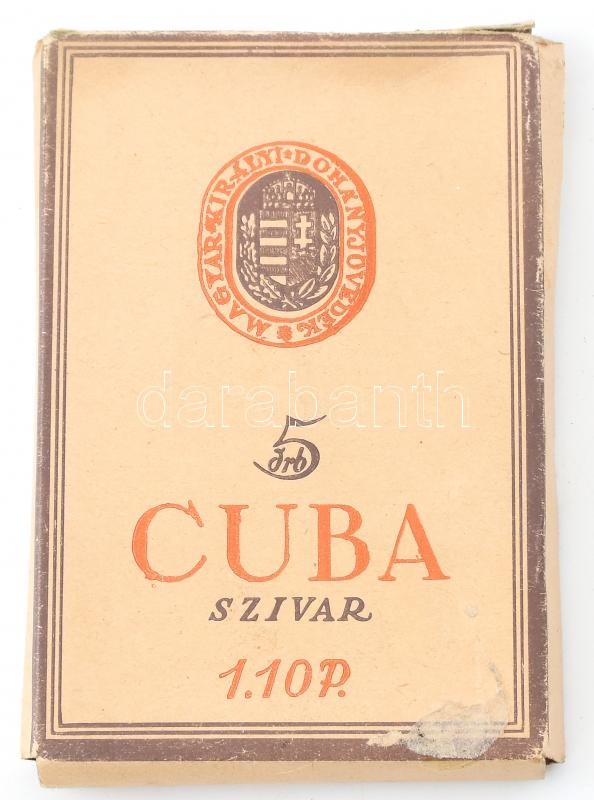 MAGYAR·KIRÁLYI·DOHÁNYJÖVEDÉK
darabanth
5
drb
CUBA
SZIVAR
1.10P.